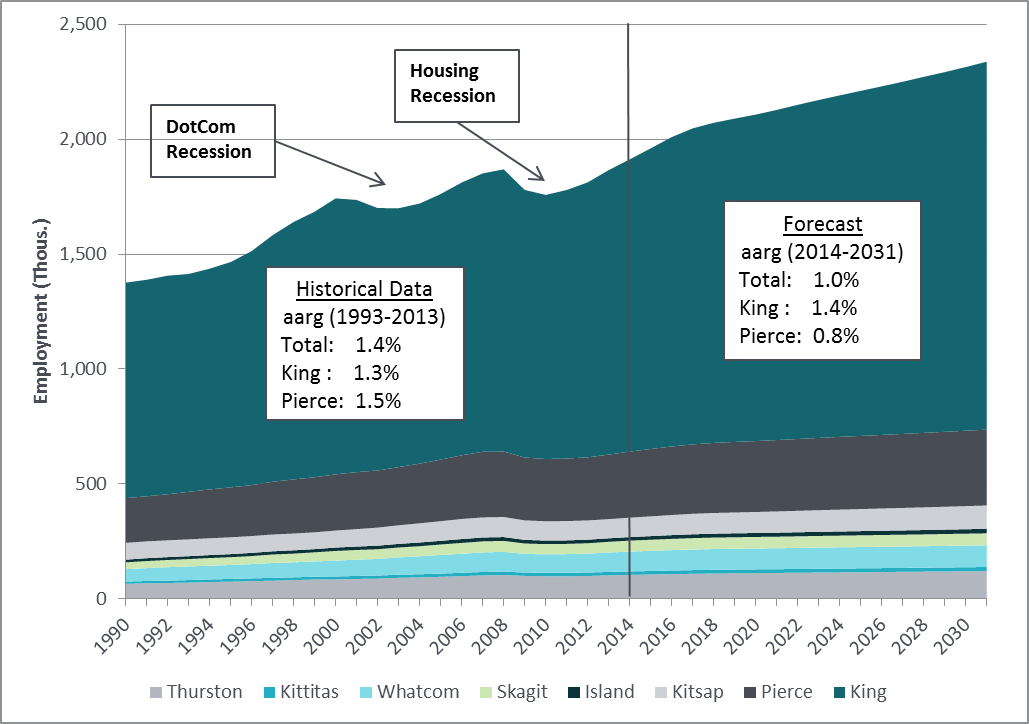 2,500
2,000
1,500
1,000
500
0
Employment (Thous.)
DotCom
Recession
Housing
Recession
Historical Data
aarg (1993-2013)
Total: 1.4%
King : 1.3%
Pierce: 1.5%
Forecast
aarg (2014-2031)
Total: 1.0%
King : 1.4%
Pierce: 0.8%
1990 1992 1994 1996 1998 2000 2002 2004 2006 2008 2010 2012 2014 2016 2018 2020 2022 2024 2026 2028 2030
Thurston Kittitas Whatcom Skagit Island Kitsap Pierce King